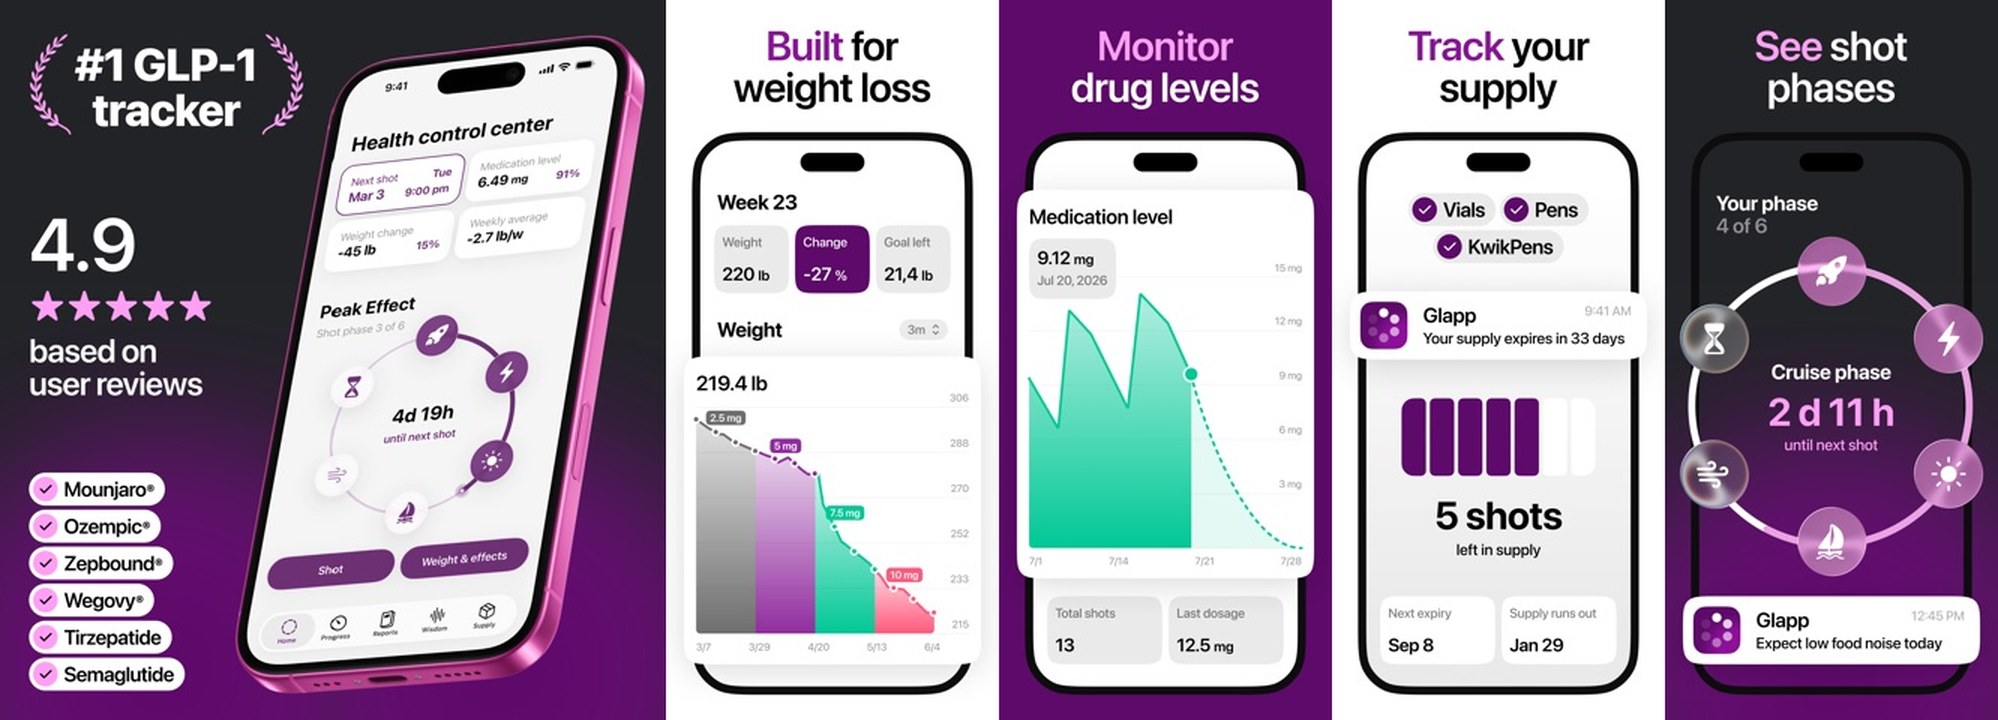 #1 GLP-1
tracker
4.9
based on
user reviews
Mounjaro®
Ozempic®
Zepbound®
Wegovy®
Tirzepatide
Semaglutide
9:41
Health control center
Next shot
Tue
Mar 3
9:00 pm
Medication level
6.49 mg
91%
Weight change
-45 lb
15%
Weekly average
-2.7 lb/w
Peak Effect
Shot phase 3 of 6
4d 19h
until next shot
Shot
Weight & effects
Home
Progress
Reports
Wisdom
Supply
Built for
weight loss
Week 23
Weight
220 lb
Change
-27 %
Goal left
21,4 lb
Weight
3m
219.4 lb
306
288
270
252
233
215
2.5 mg
5 mg
7.5 mg
10 mg
3/7
3/29
4/20
5/13
6/4
Monitor
drug levels
Medication level
9.12 mg
Jul 20, 2026
15 mg
12 mg
9 mg
6 mg
3 mg
7/1
7/14
7/21
7/28
Total shots
13
Last dosage
12.5 mg
Track your
supply
Vials
Pens
KwikPens
Glapp
9:41 AM
Your supply expires in 33 days
5 shots
left in supply
Next expiry
Sep 8
Supply runs out
Jan 29
See shot
phases
Your phase
4 of 6
Cruise phase
2 d 11 h
until next shot
Glapp
12:45 PM
Expect low food noise today